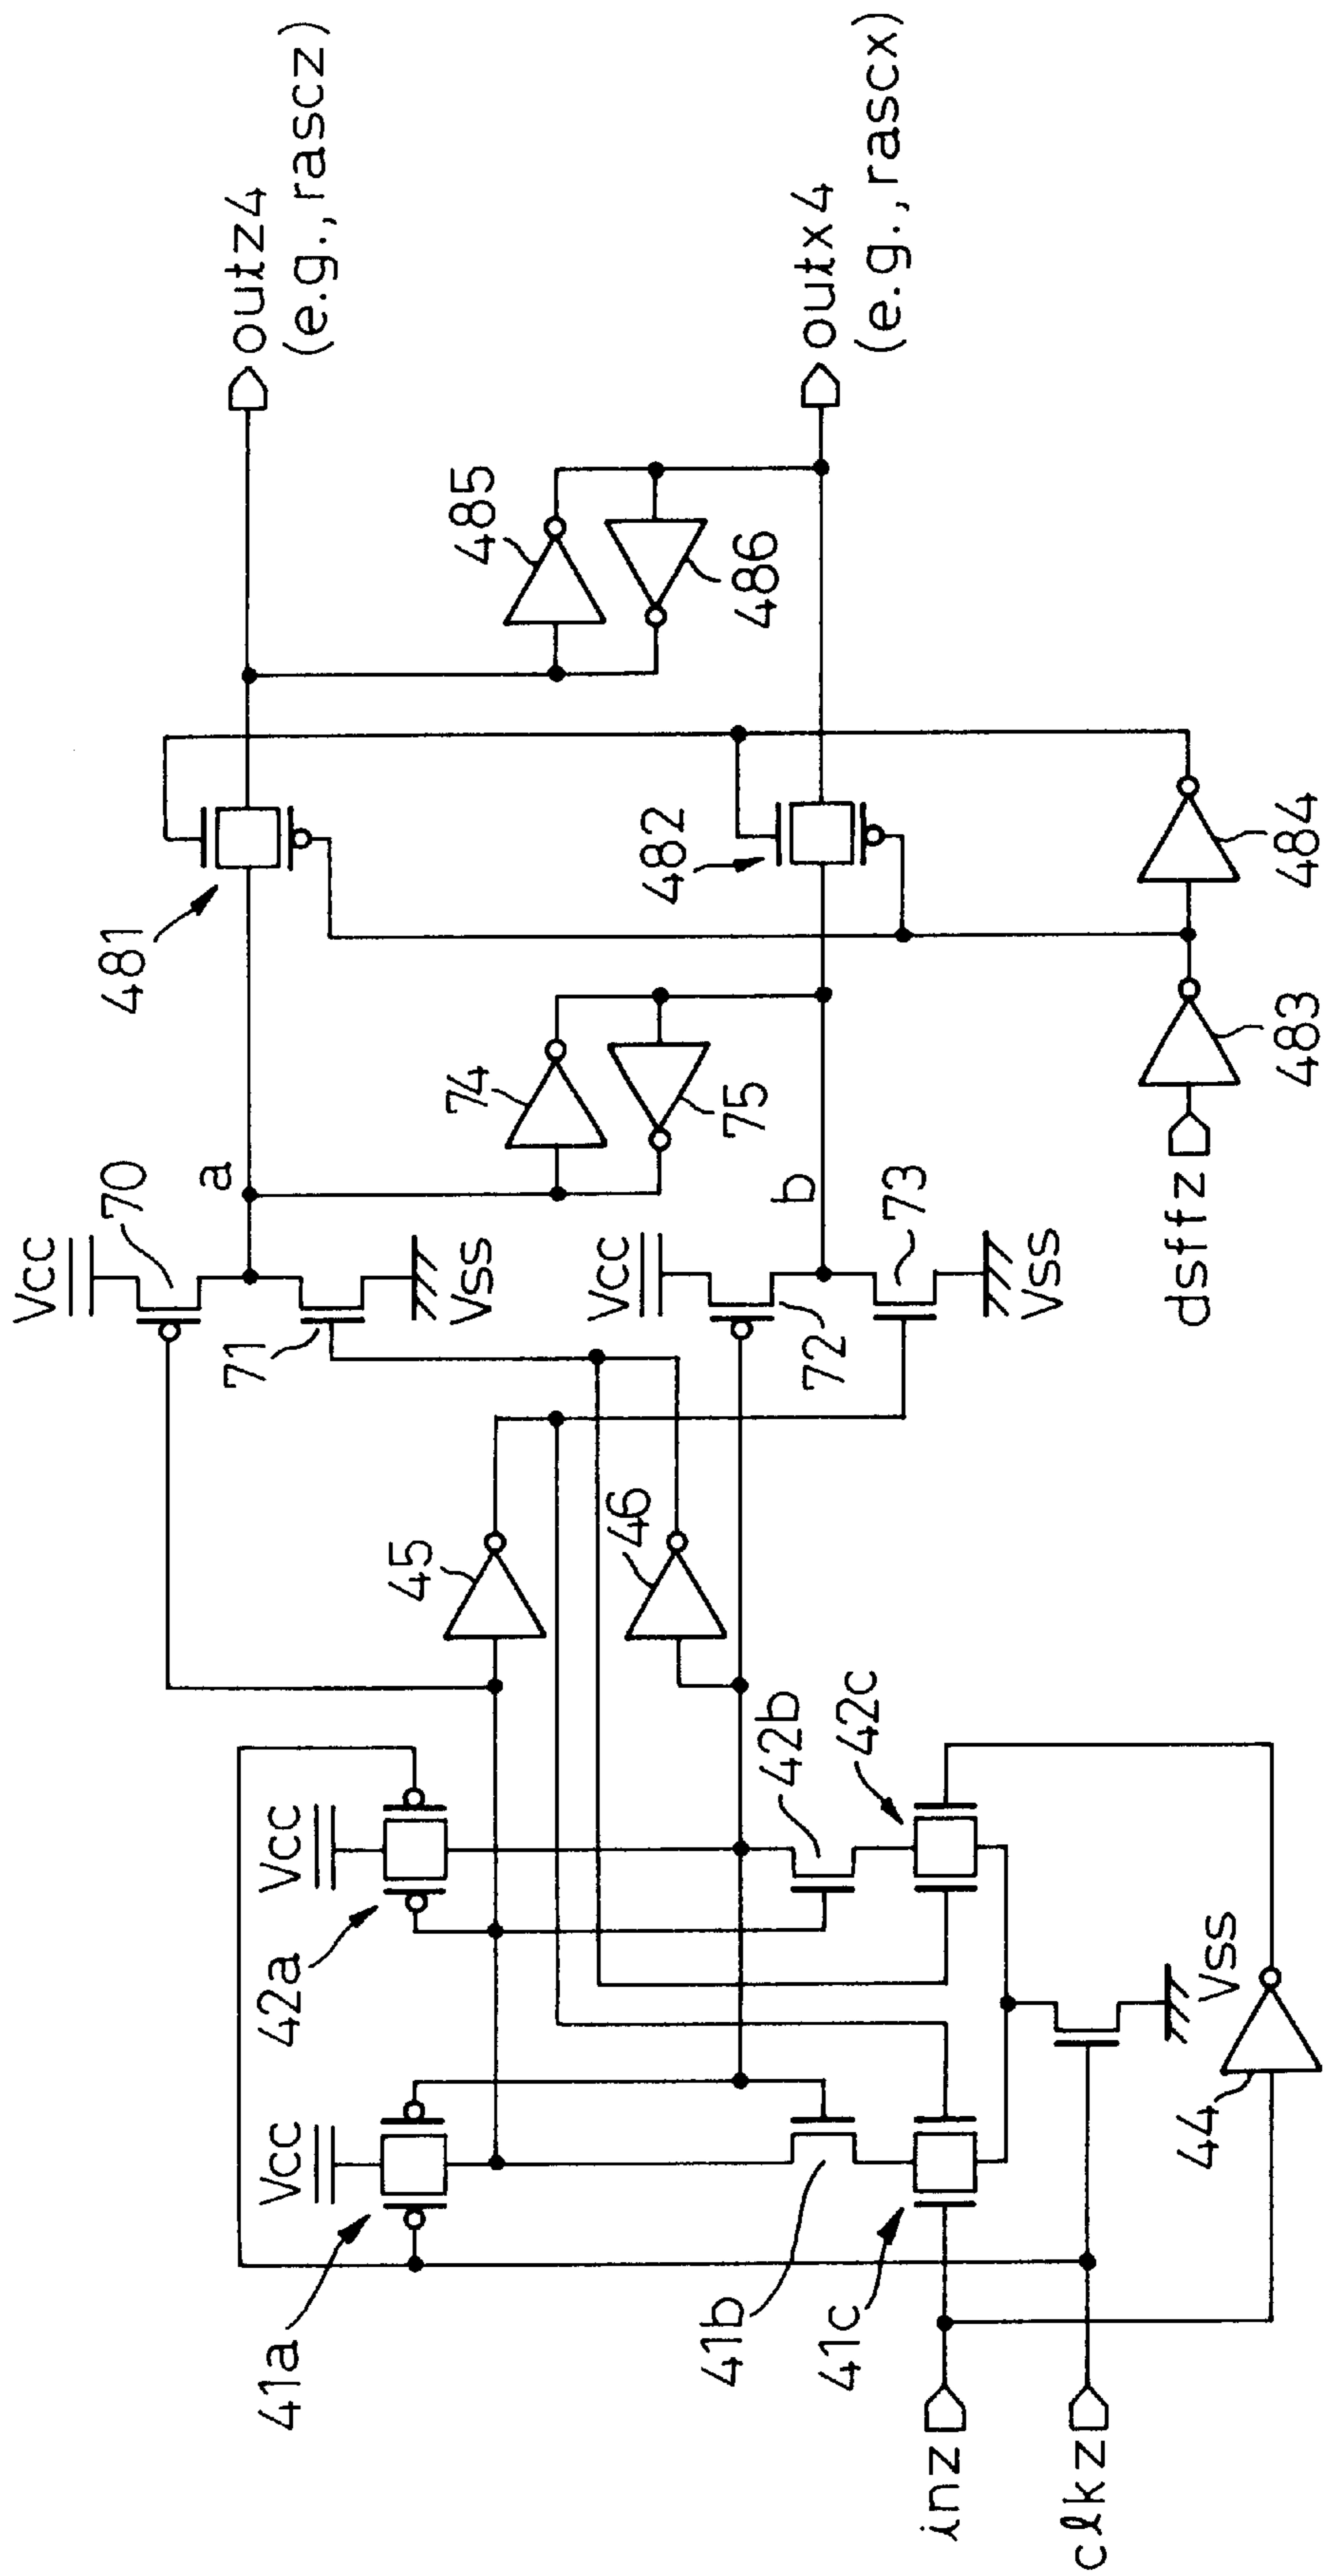 outz4
(e.g.,rascz)
outx4
(e.g.,rascx)
485
486
481
482
484
483
dsffz
74
75
a
b
Vcc
70
71
Vss
Vcc
72
73
Vss
45
46
Vcc
42a
42b
42c
Vcc
41a
41b
41c
Vss
44
inz
clkz